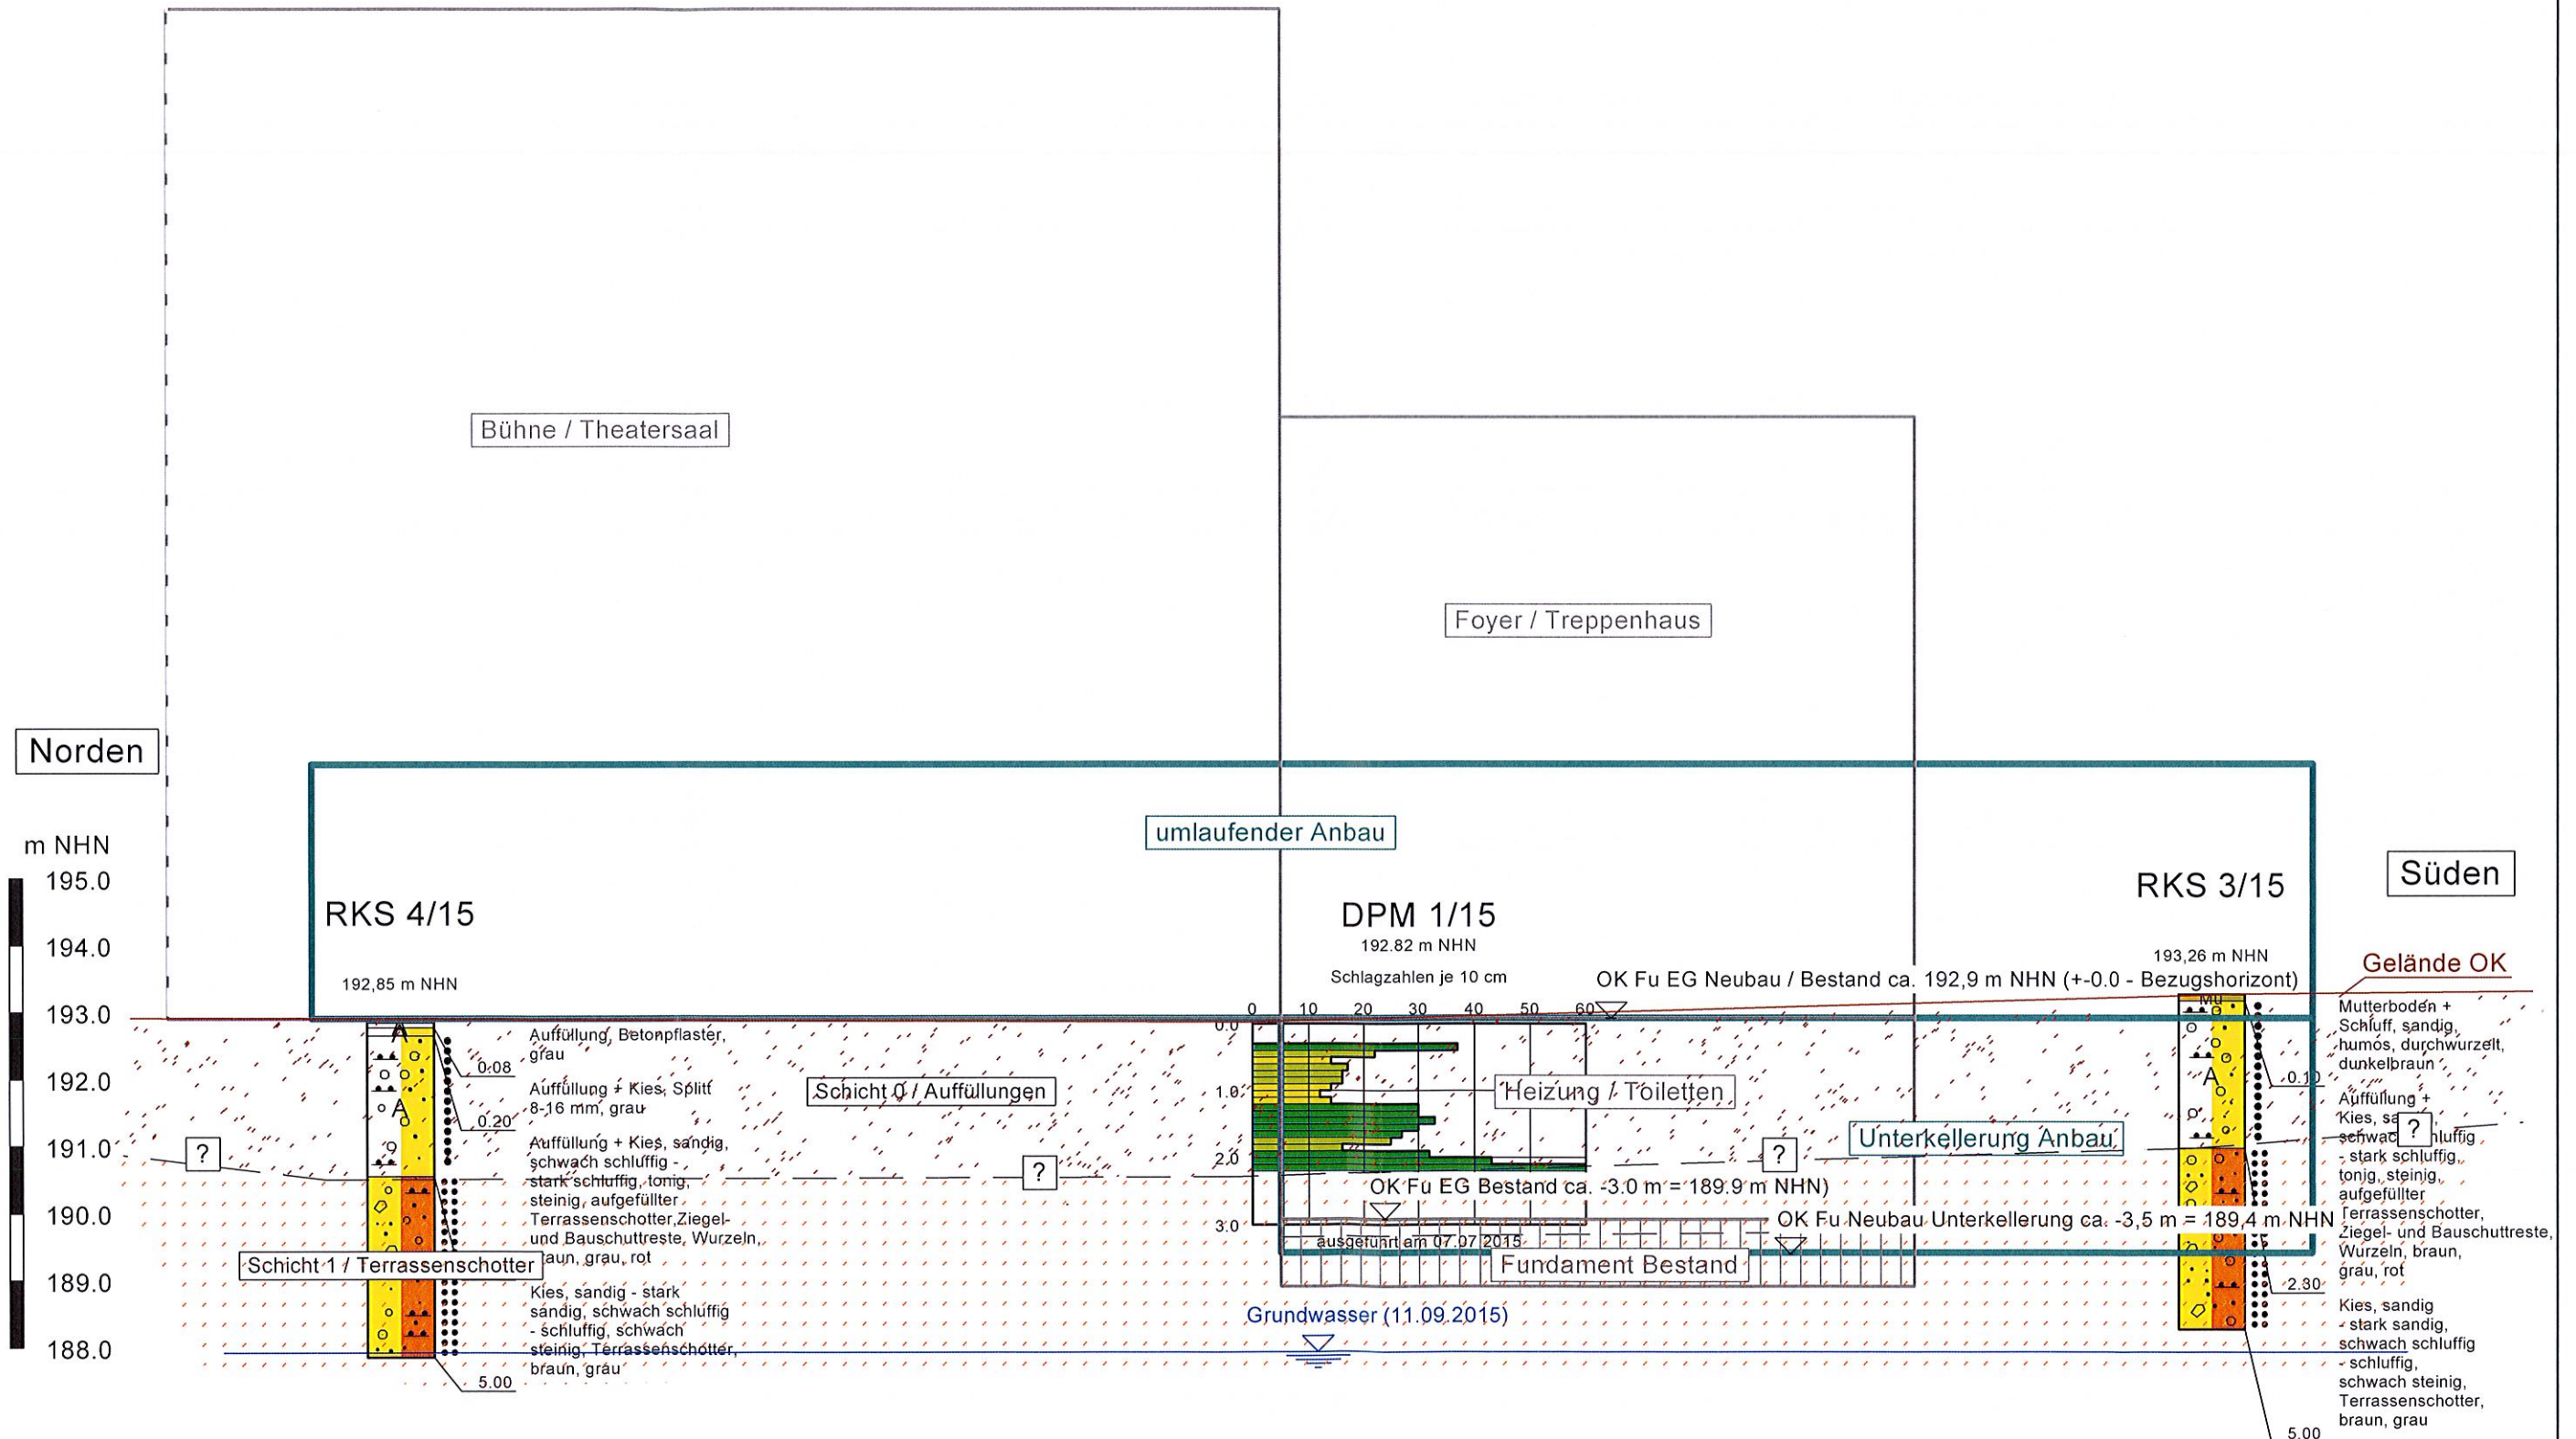 Bühne / Theatersaal
Foyer / Treppenhaus
Norden
umlaufender Anbau
m NHN
195.0
194.0
193.0
192.0
191.0
190.0
189.0
188.0
RKS 4/15
192,85 m NHN
DPM 1/15
192.82 m NHN
Schlagzahlen je 10 cm
0 10 20 30 40 50 60
0.0
1.0
2.0
3.0
ausgeführt am 07.07.2015
RKS 3/15
193,26 m NHN
Süden
Gelände OK
OK Fu EG Neubau / Bestand ca. 192,9 m NHN (+-0.0 - Bezugshorizont)
A
A
0.08
0.20
5.00
Auffüllung, Betonpflaster,
grau
Auffüllung + Kies, Splitt
8-16 mm, grau
Auffüllung + Kies, sandig,
schwach schluffig -
stark schluffig, tonig,
steinig, aufgefüllter
Terrassenschotter,Ziegel-
und Bauschuttreste, Wurzeln,
braun, grau, rot
Kies, sandig - stark
sandig, schwach schluffig
- schluffig, schwach
steinig, Terrassenschotter,
braun, grau
Schicht 0 / Auffüllungen
Schicht 1 / Terrassenschotter
Heizung / Toiletten
Unterkellerung Anbau
?
?
?
?
OK Fu EG Bestand ca. -3.0 m = 189.9 m NHN)
OK Fu Neubau Unterkellerung ca. -3,5 m = 189,4 m NHN
Fundament Bestand
Grundwasser (11.09.2015)
Mu
A
0.10
2.30
5.00
Mutterboden +
Schluff, sandig,
humos, durchwurzelt,
dunkelbraun
Auffüllung +
Kies, sa
schwach schluffig
- stark schluffig,
tonig, steinig,
aufgefüllter
Terrassenschotter,
Ziegel- und Bauschuttreste,
Wurzeln, braun,
grau, rot
Kies, sandig
- stark sandig,
schwach schluffig
- schluffig,
schwach steinig,
Terrassenschotter,
braun, grau